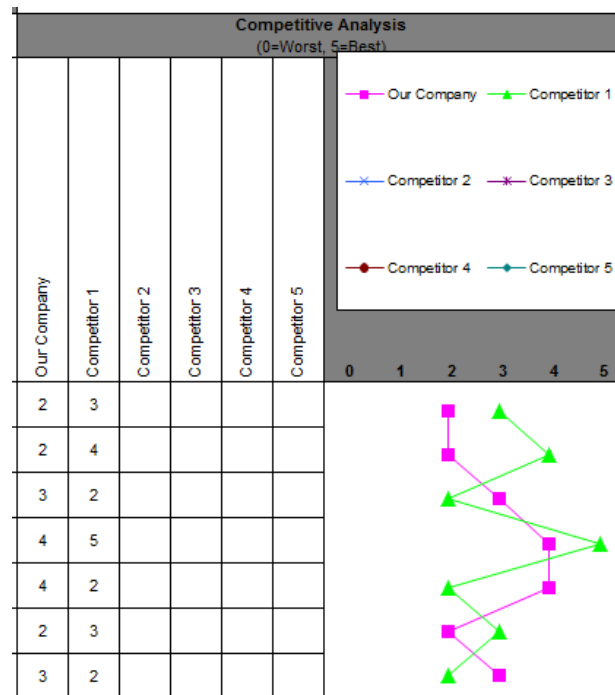 Competitive Analysis
(0=Worst, 5=Best)
Our Company
Competitor 1
Competitor 2
Competitor 3
Competitor 4
Competitor 5
Our Company Competitor 1
Competitor 2 Competitor 3
Competitor 4 Competitor 5
0 1 2 3 4 5
2 3
2 4
3 2
4 5
4 2
2 3
3 2